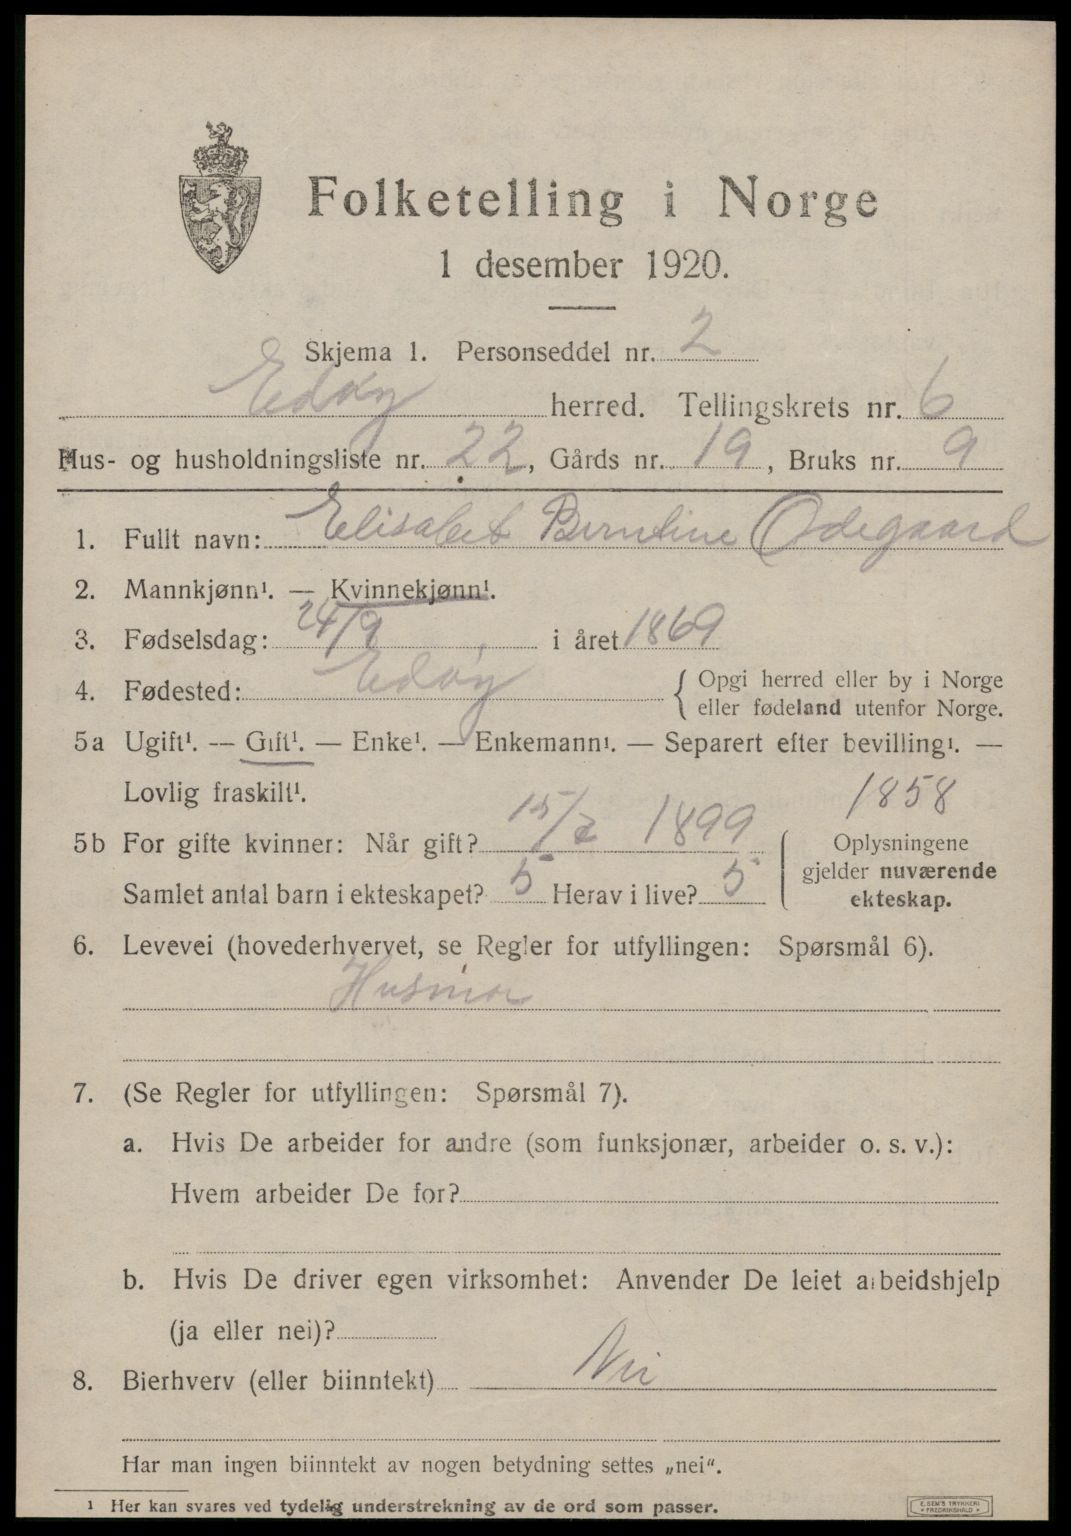 Folketelling i Norge
1 desember 1920.
Skjema 1. Personseddel nr. 2
Edøy herred. Tellingskrets nr. 6
Hus- og husholdningsliste nr. 22, Gårds nr. 19, Bruks nr. 9
1. Fullt navn: Elisabet Berntine Ødegaard
2. Mannkjønn¹. — Kvinnekjønn¹.
3. Fødselsdag: 24/9 i året 1869
4. Fødested: Edøy { Opgi herred eller by i Norge
eller fødeland utenfor Norge.
5a Ugift¹. — Gift¹. — Enke¹. — Enkemann¹. — Separert efter bevilling¹. —
Lovlig fraskilt¹. 1858
5b For gifte kvinner: Når gift? 15/7 1899
Samlet antal barn i ekteskapet? 5 Herav i live? 5
Oplysningene
gjelder nuværende
ekteskap.
6. Levevei (hovederhvervet, se Regler for utfyllingen: Spørsmål 6).
Husmor
7. (Se Regler for utfyllingen: Spørsmål 7).
a. Hvis De arbeider for andre (som funksjonær, arbeider o. s. v.):
Hvem arbeider De for?
b. Hvis De driver egen virksomhet: Anvender De leiet arbeidshjelp
(ja eller nei)?
8. Bierhverv (eller biinntekt) Nei
Har man ingen biinntekt av nogen betydning settes „nei“.
¹ Her kan svares ved tydelig understrekning av de ord som passer.
E. SEM'S TRYKKERI
FREDRIKSHALD